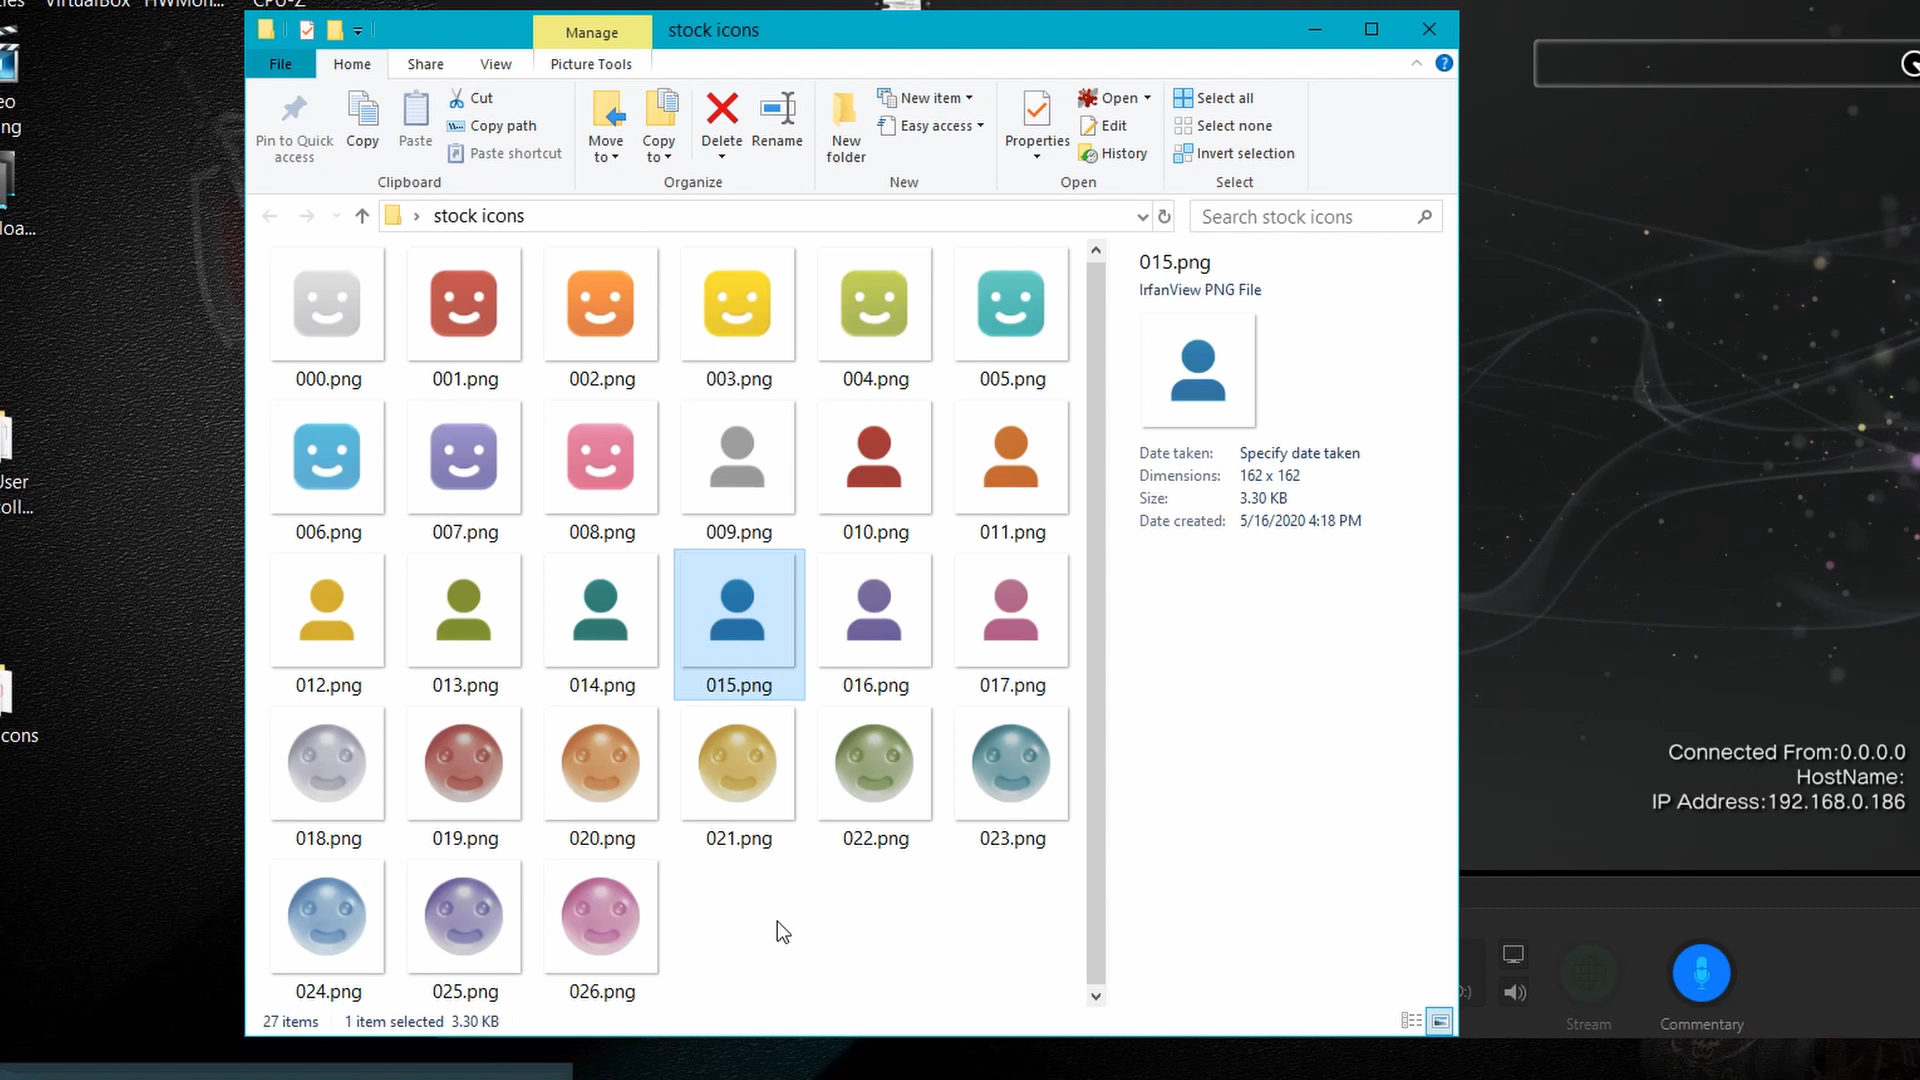 VirtualBox HWMon... CPU-Z
Manage stock icons
File Home Share View Picture Tools
Pin to Quick access
Copy
Paste
Cut
Copy path
Paste shortcut
Clipboard
Move to
Copy to
Delete
Rename
Organize
New folder
New item
Easy access
New
Properties
Open
Edit
History
Open
Select all
Select none
Invert selection
Select
stock icons
Search stock icons
000.png 001.png 002.png 003.png 004.png 005.png
006.png 007.png 008.png 009.png 010.png 011.png
012.png 013.png 014.png 015.png 016.png 017.png
018.png 019.png 020.png 021.png 022.png 023.png
024.png 025.png 026.png
015.png
IrfanView PNG File
Date taken: Specify date taken
Dimensions: 162 x 162
Size: 3.30 KB
Date created: 5/16/2020 4:18 PM
27 items 1 item selected 3.30 KB
Connected From:0.0.0.0
HostName:
IP Address:192.168.0.186
Stream
Commentary